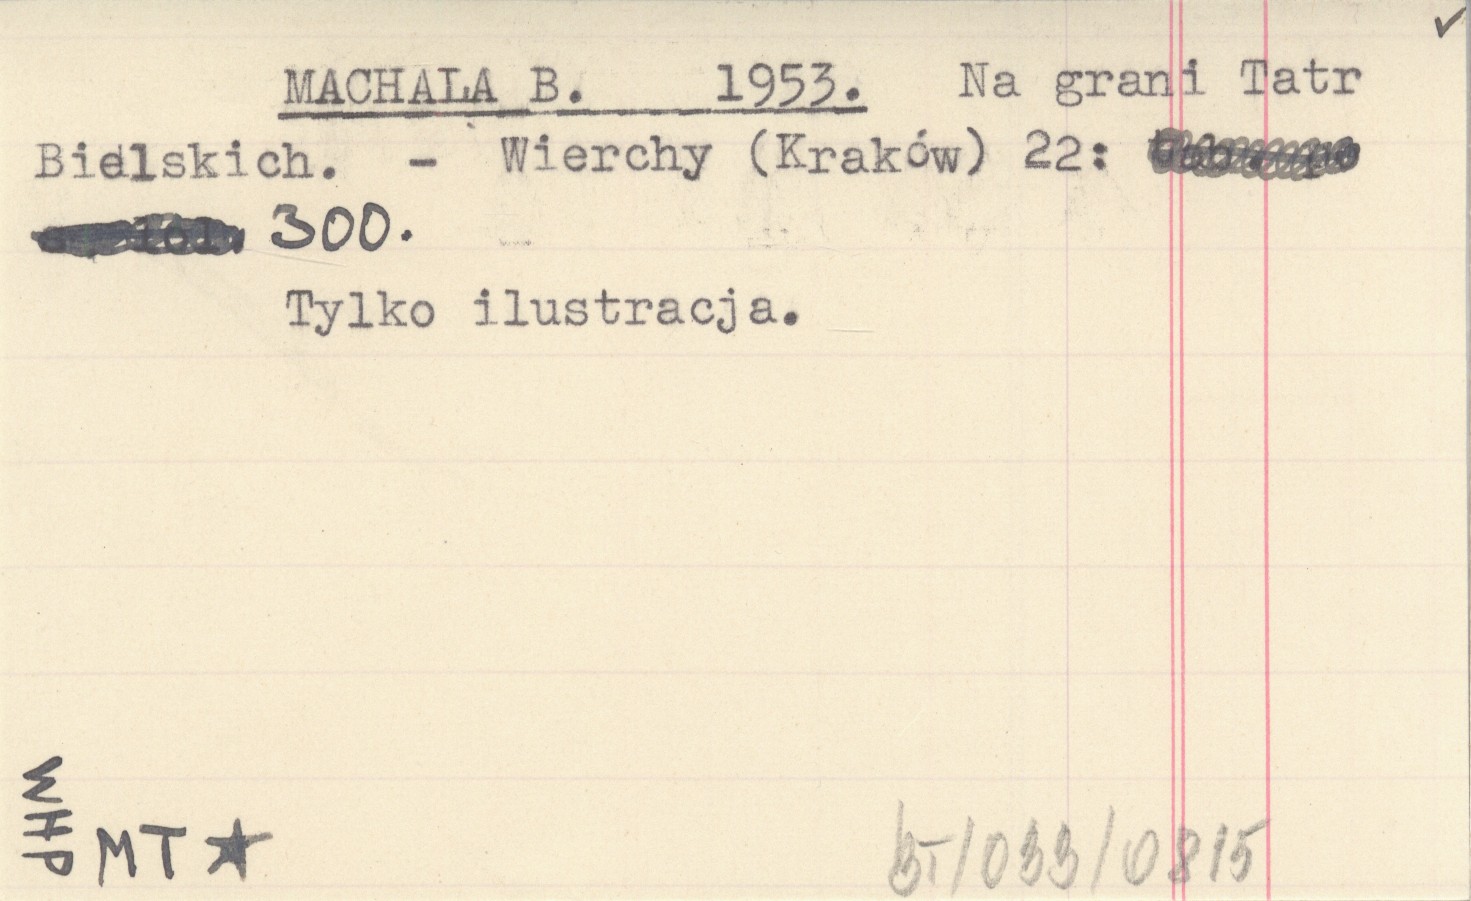 MACHALA B. 1953. Na grani Tatr
Bielskich. - Wierchy (Kraków) 22:
300.
Tylko ilustracja.
WHP
MT ★
BT/033/0815